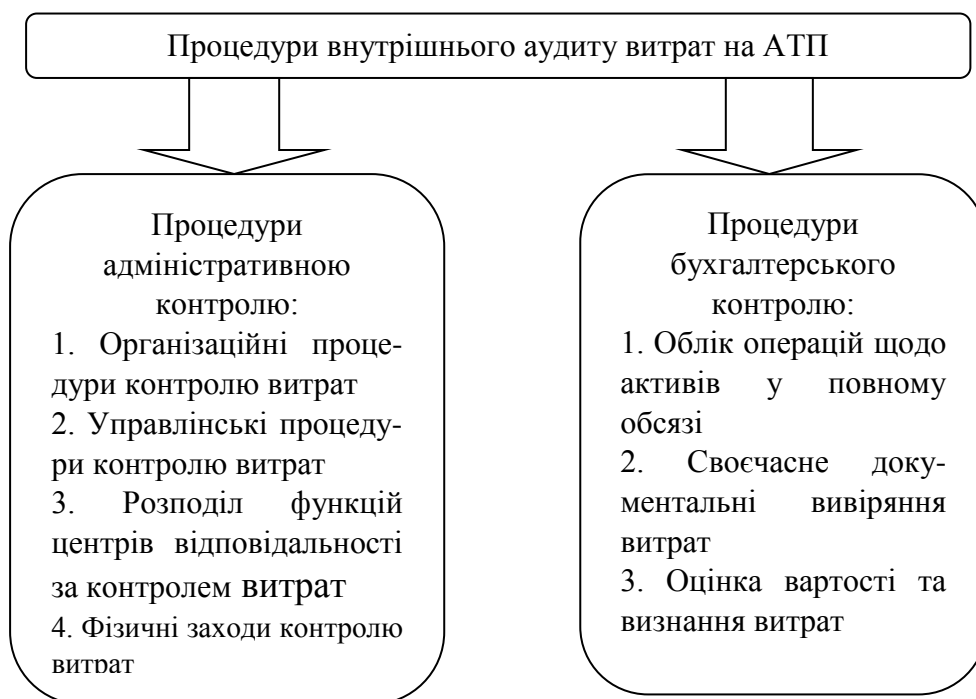 Процедури внутрішнього аудиту витрат на АТП
Процедури
адміністративною
контролю:
1. Організаційні проце-
дури контролю витрат
2. Управлінські процеду-
ри контролю витрат
3. Розподіл функцій
центрів відповідальності
за контролем витрат
4. Фізичні заходи контролю
витрат
Процедури
бухгалтерського
контролю:
1. Облік операцій щодо
активів у повному
обсязі
2. Своєчасне доку-
ментальні вивіряння
витрат
3. Оцінка вартості та
визнання витрат